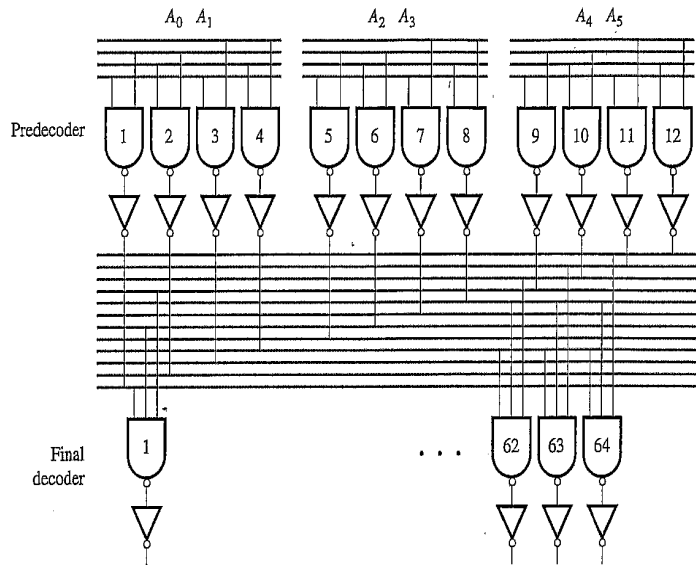 A0 A1 A2 A3 A4 A5
Predecoder 1 2 3 4 5 6 7 8 9 10 11 12
Final
decoder
1 . . . 62 63 64